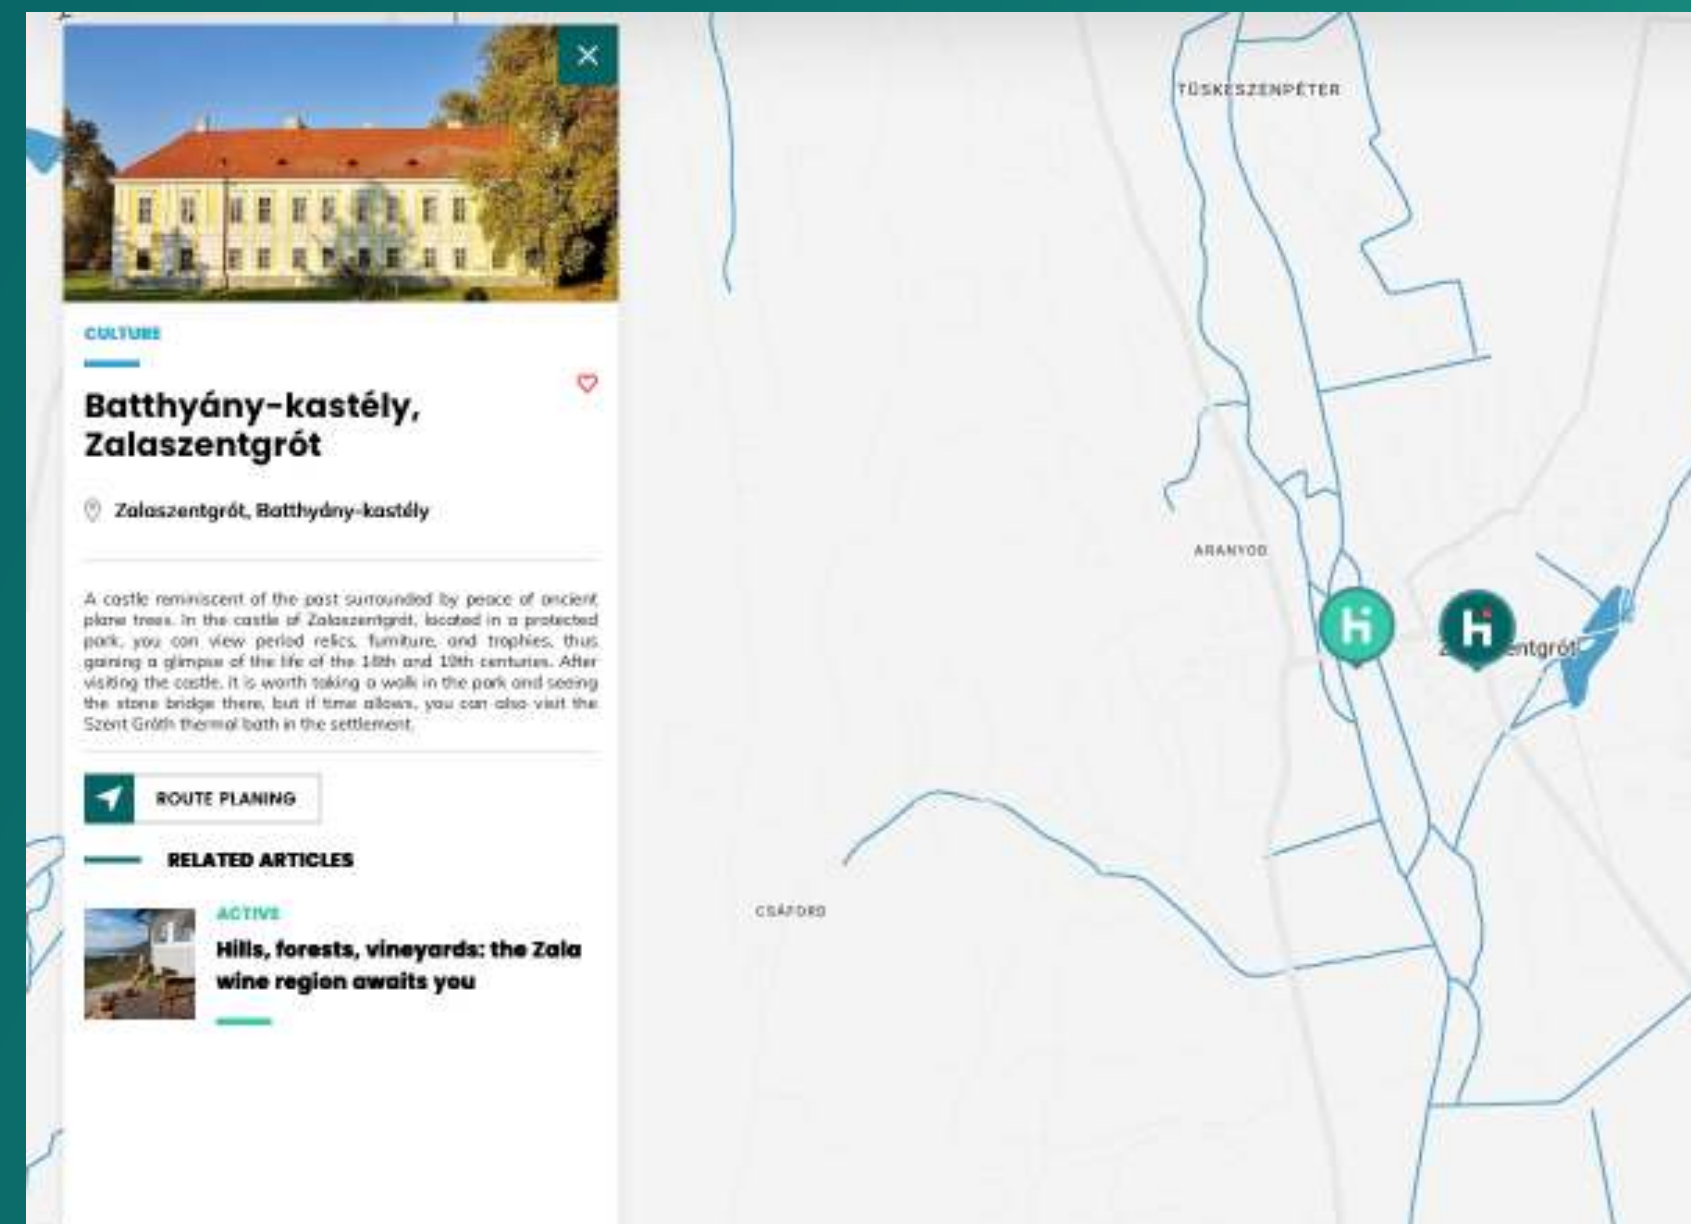 CULTURE
Batthyány-kastély,
Zalaszentgrót
Zalaszentgrót, Batthyány-kastély
A castle reminiscent of the past surrounded by peace of ancient
plane trees. In the castle of Zalaszentgrót, located in a protected
park, you can view period relics, furniture, and trophies, thus
gaining a glimpse of the life of the 18th and 19th centuries. After
visiting the castle, it is worth taking a walk in the park and seeing
the stone bridge there, but if time allows, you can also visit the
Szent Gróth thermal bath in the settlement.
ROUTE PLANING
RELATED ARTICLES
ACTIVE
Hills, forests, vineyards: the Zala
wine region awaits you
TÜSKESZENPÉTER
ARANYOD
hi
hi
entgrót
CSÁFORD